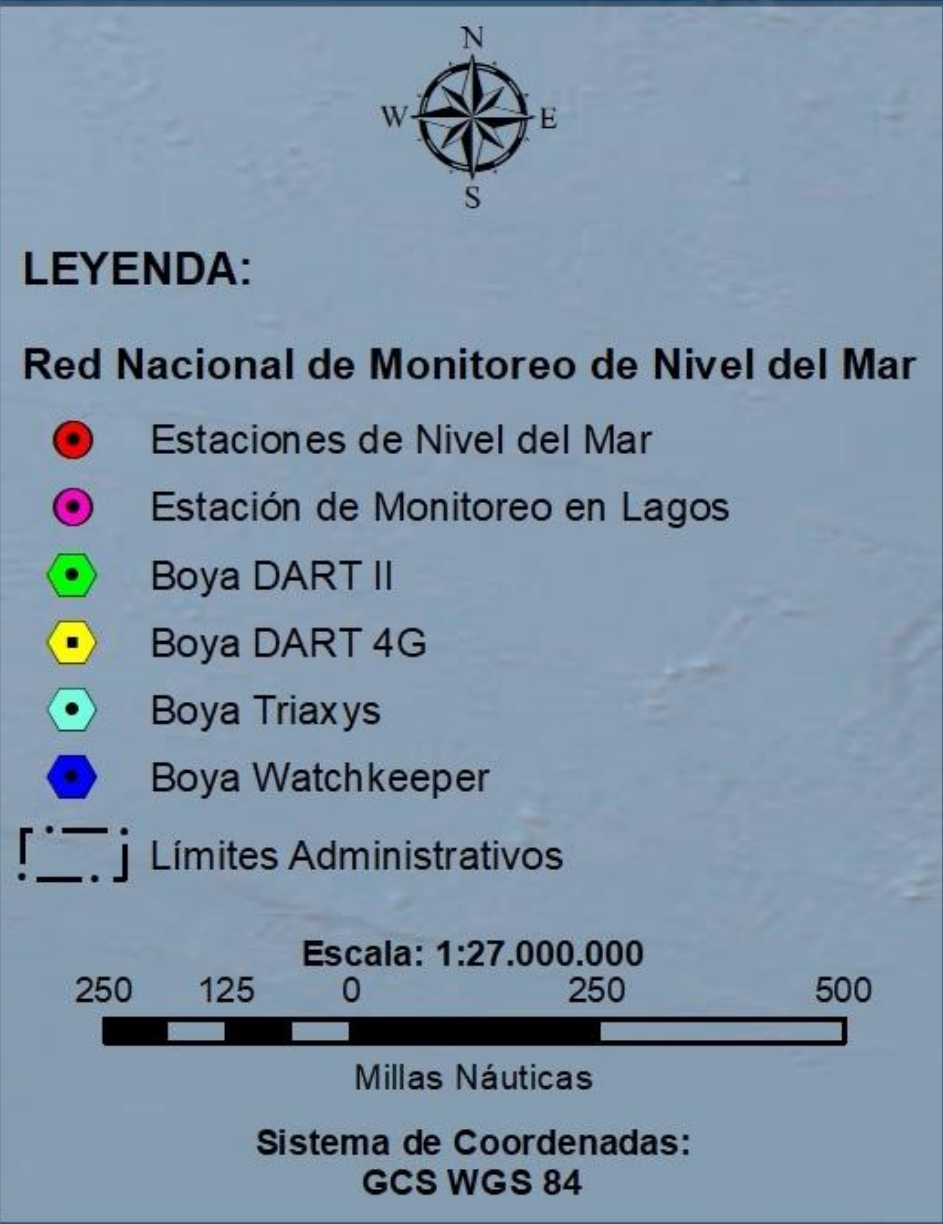 N
W E
S
LEYENDA:
Red Nacional de Monitoreo de Nivel del Mar
Estaciones de Nivel del Mar
Estación de Monitoreo en Lagos
Boya DART II
Boya DART 4G
Boya Triaxys
Boya Watchkeeper
Límites Administrativos
Escala: 1:27.000.000
250 125 0 250 500
Millas Náuticas
Sistema de Coordenadas:
GCS WGS 84